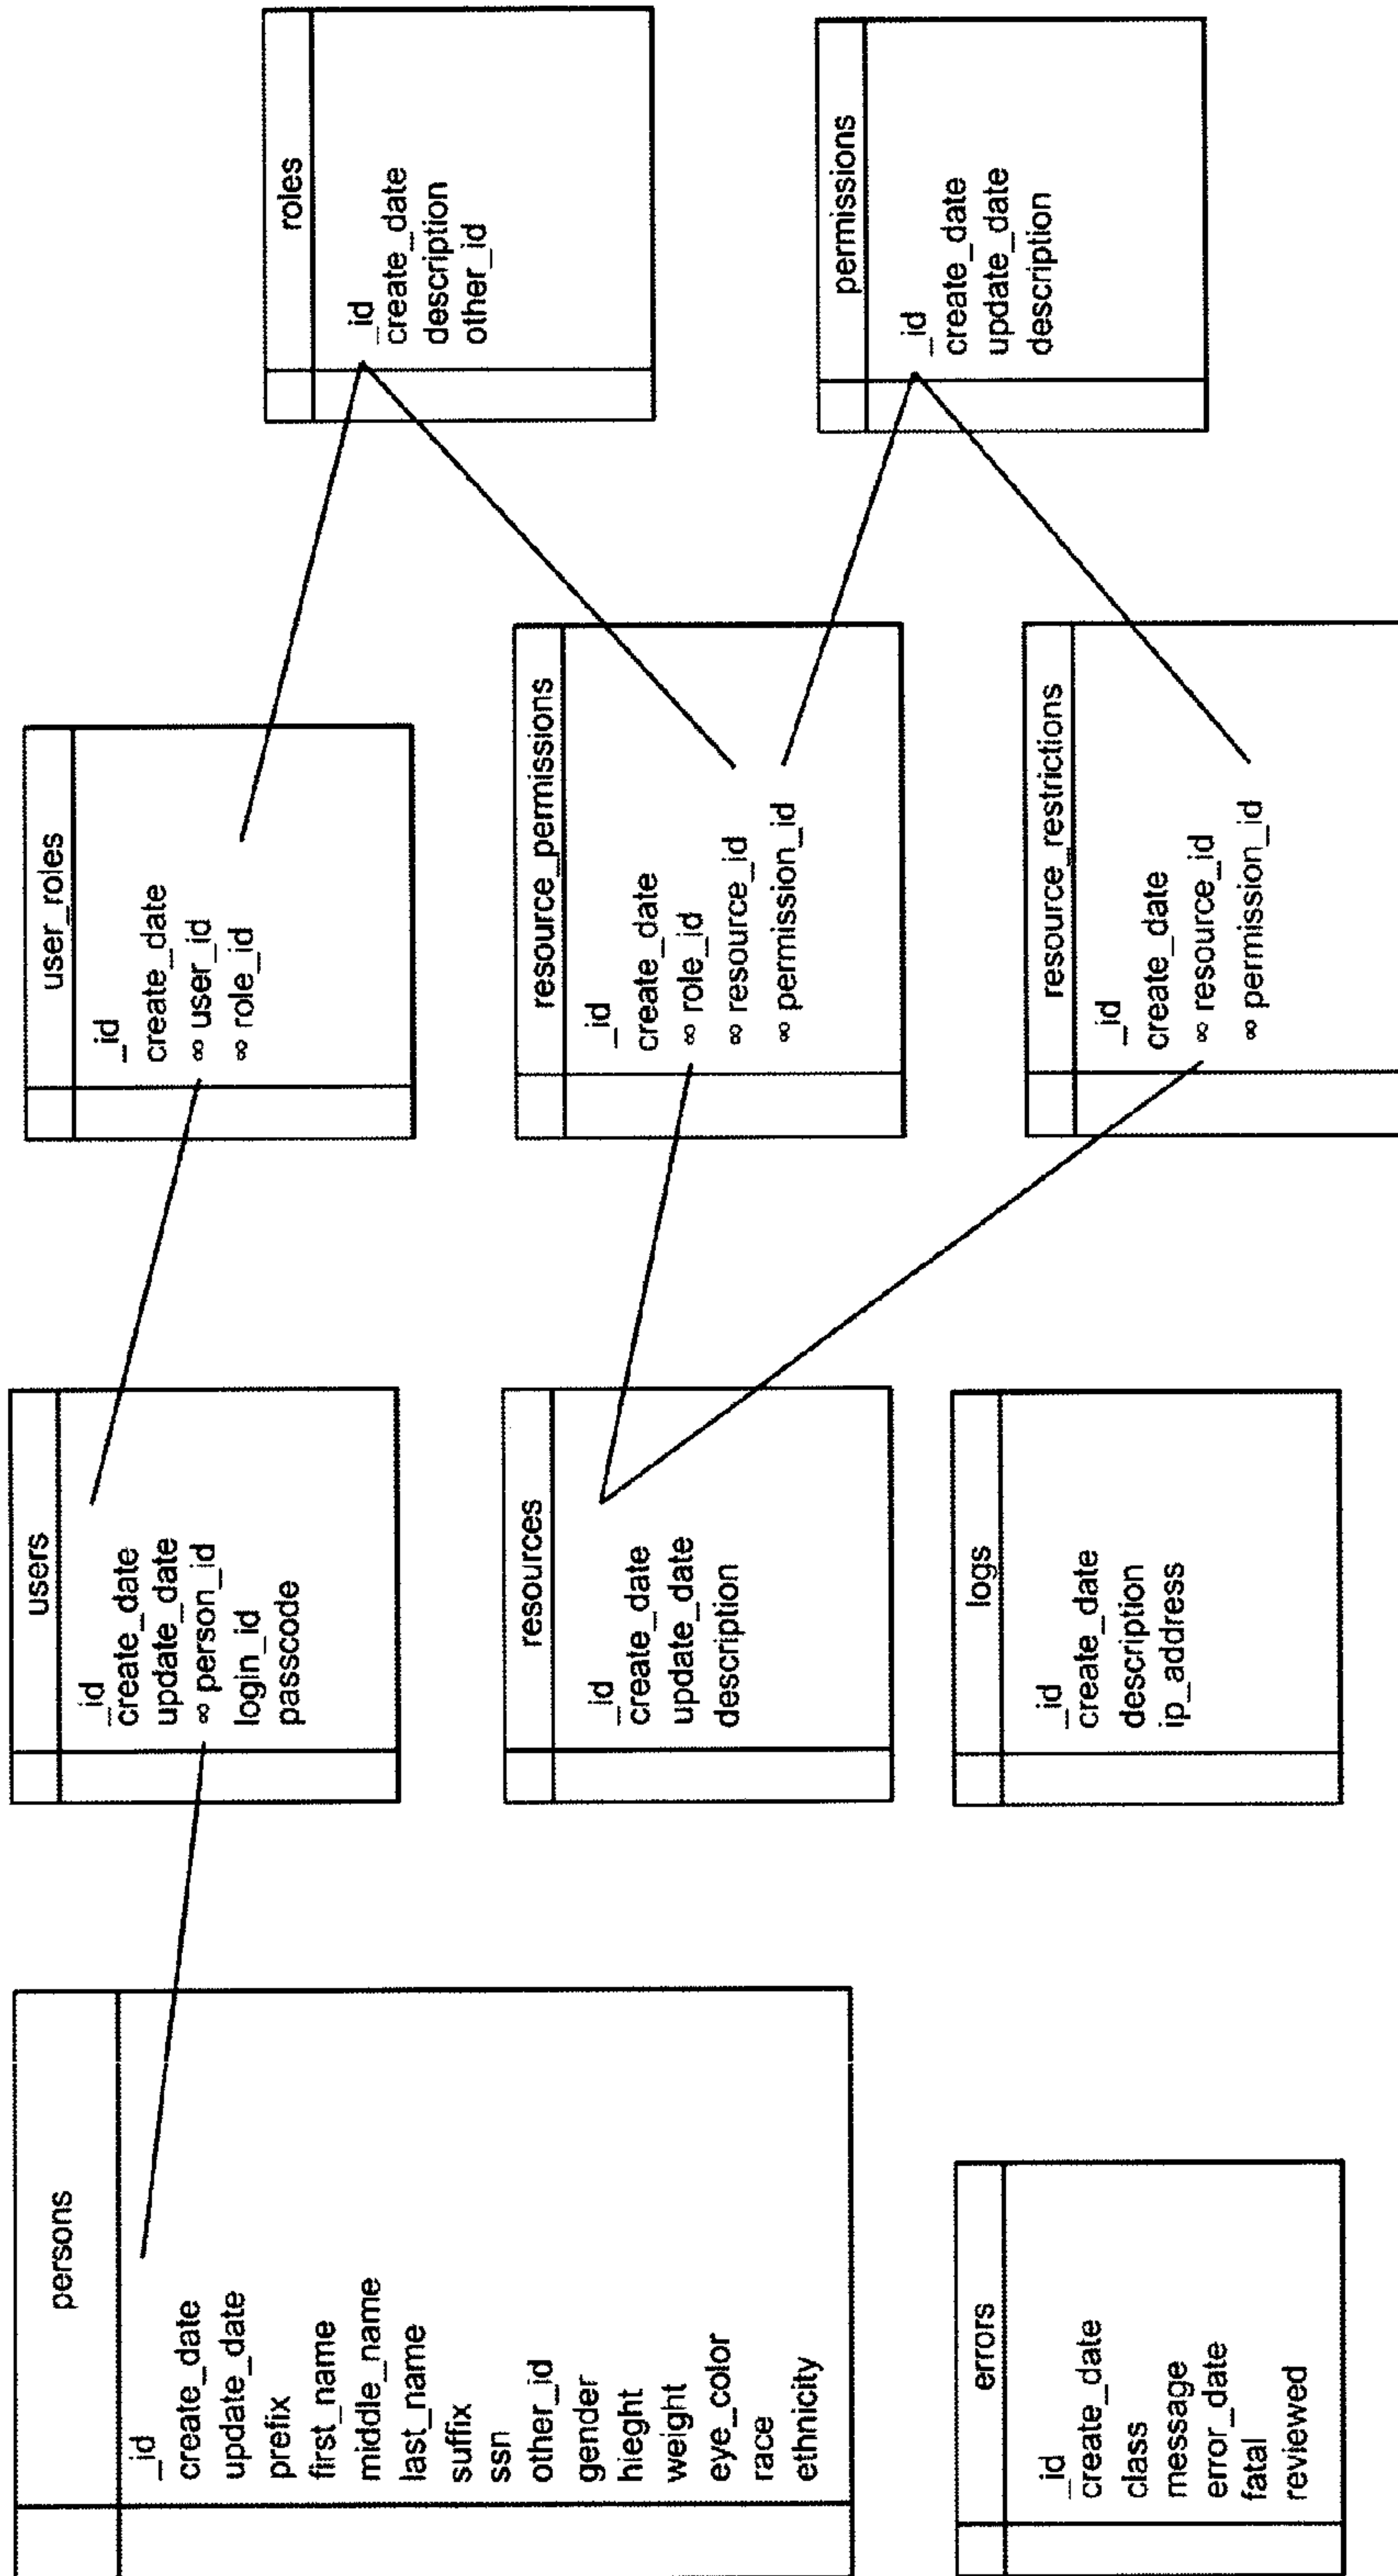 persons
_id
create_date
update_date
prefix
first_name
middle_name
last_name
suffix
ssn
other_id
gender
hieght
weight
eye_color
race
ethnicity
users
_id
create_date
update_date
∞ person_id
login_id
passcode
user_roles
_id
create_date
∞ user_id
∞ role_id
roles
_id
create_date
description
other_id
resources
_id
create_date
update_date
description
resource_permissions
_id
create_date
∞ role_id
∞ resource_id
∞ permission_id
permissions
_id
create_date
update_date
description
errors
_id
create_date
class
message
error_date
fatal
reviewed
logs
_id
create_date
description
ip_address
resource_restrictions
_id
create_date
∞ resource_id
∞ permission_id